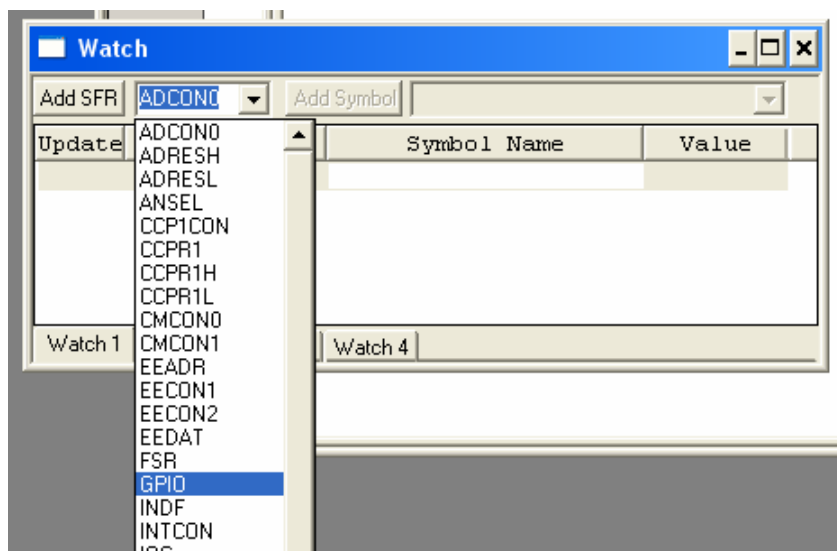 Watch
Add SFR ADCON0 Add Symbol
Update Symbol Name Value
ADCON0
ADRESH
ADRESL
ANSEL
CCP1CON
CCPR1
CCPR1H
CCPR1L
CMCON0
CMCON1
EEADR
EECON1
EECON2
EEDAT
FSR
GPIO
INDF
INTCON
Watch 1 Watch 4